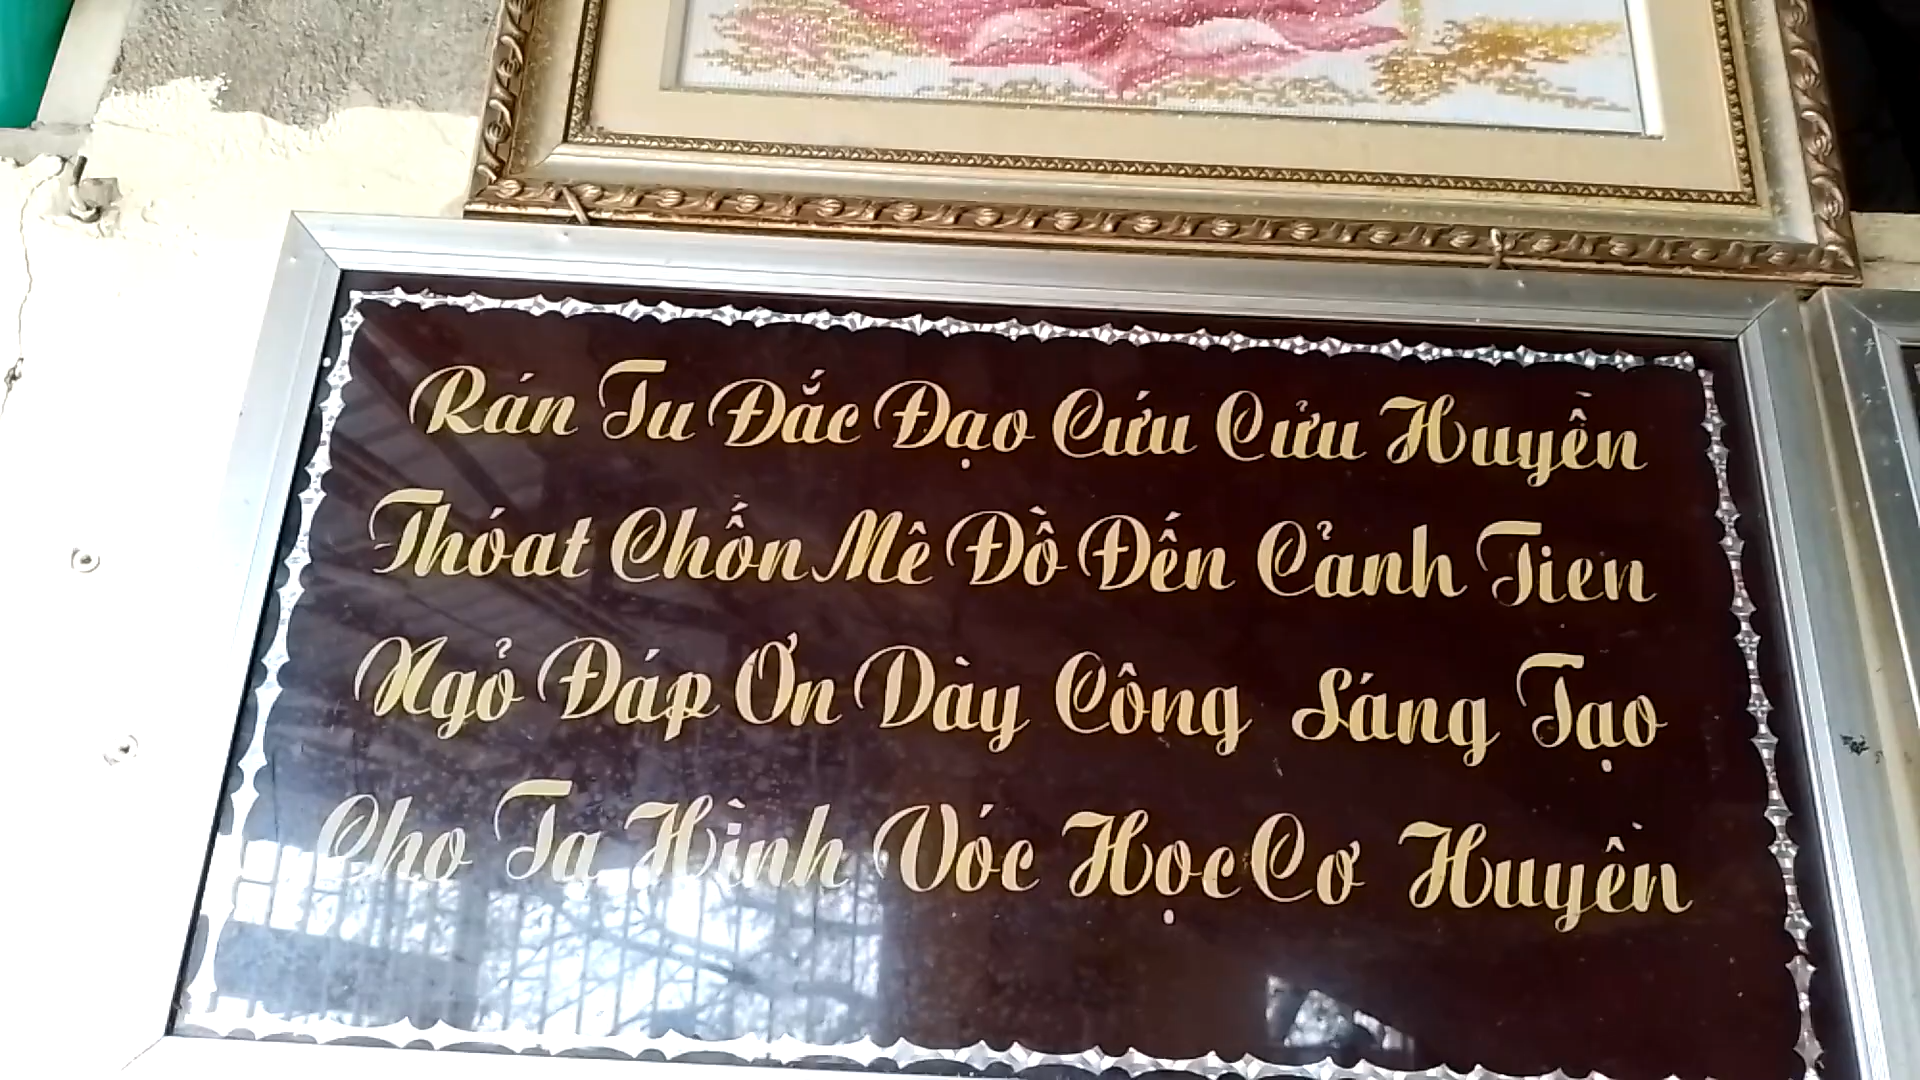 Rán Tu Đắc Đạo Cứu Cửu Huyền
Thóat Chốn Mê Đồ Đến Cảnh Tien
Ngỏ Đáp Ơn Dày Công Sáng Tạo
Cho Ta Hình Vóc Học Cơ Huyền